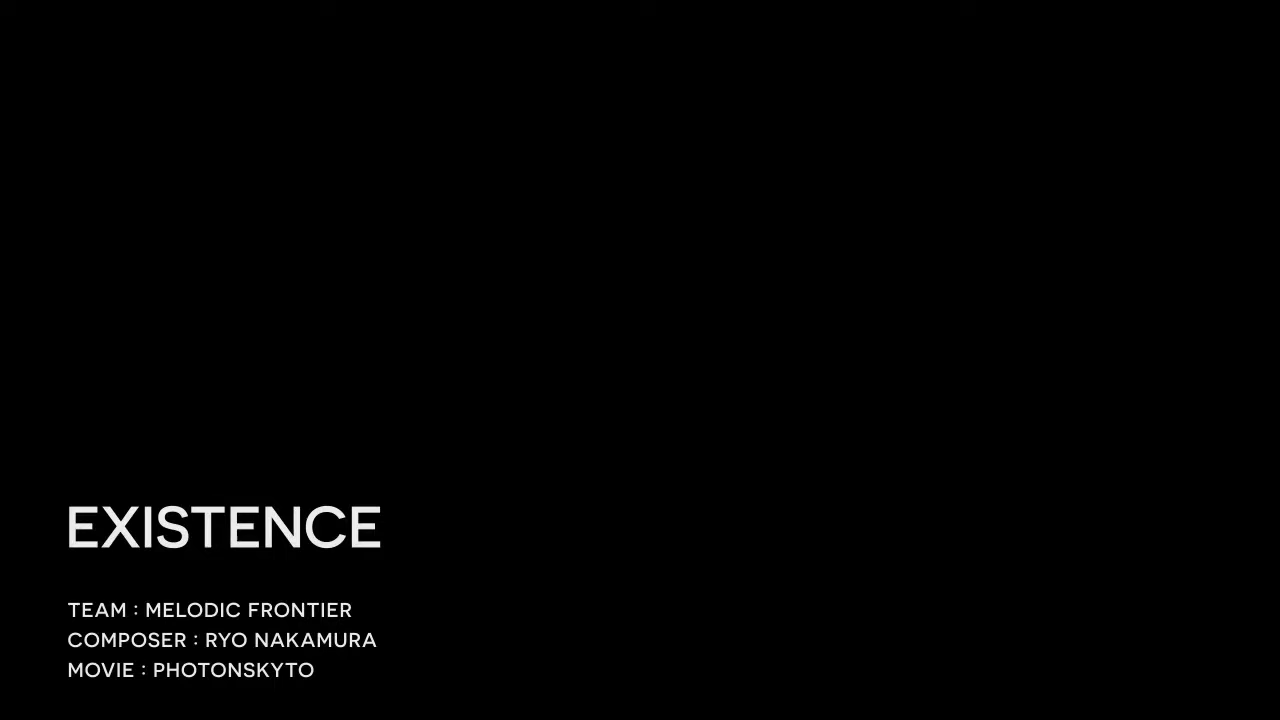 EXISTENCE
TEAM : MELODIC FRONTIER
COMPOSER : RYO NAKAMURA
MOVIE : PHOTONSKYTO